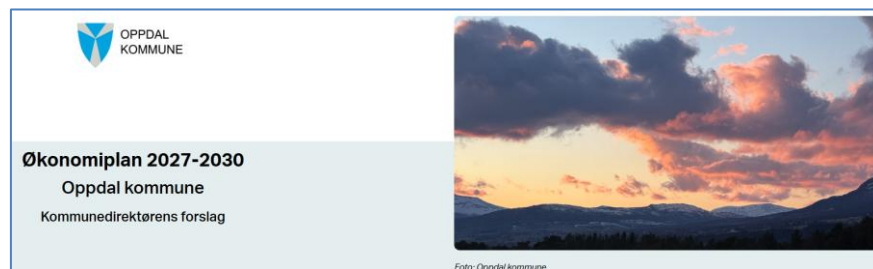 OPPDAL
KOMMUNE
Økonomiplan 2027-2030
Oppdal kommune
Kommunedirektørens forslag
Foto: Oppdal kommune